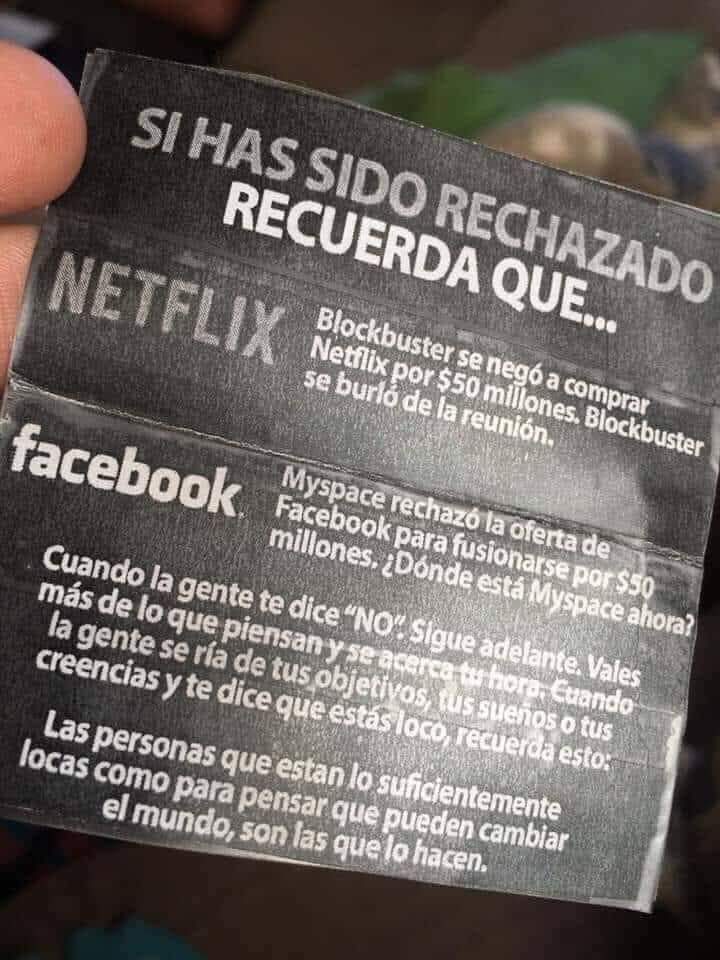 SI HAS SIDO RECHAZADO
RECUERDA QUE...
NETFLIX
Blockbuster se negó a comprar
Netflix por $50 millones. Blockbuster
se burló de la reunión.
facebook
Myspace rechazó la oferta de
Facebook para fusionarse por $50
millones. ¿Dónde está Myspace ahora?
Cuando la gente te dice "NO". Sigue adelante. Vales
más de lo que piensan y se acerca tu hora. Cuando
la gente se ría de tus objetivos, tus sueños o tus
creencias y te dice que estás loco, recuerda esto:
Las personas que estan lo suficientemente
locas como para pensar que pueden cambiar
el mundo, son las que lo hacen.